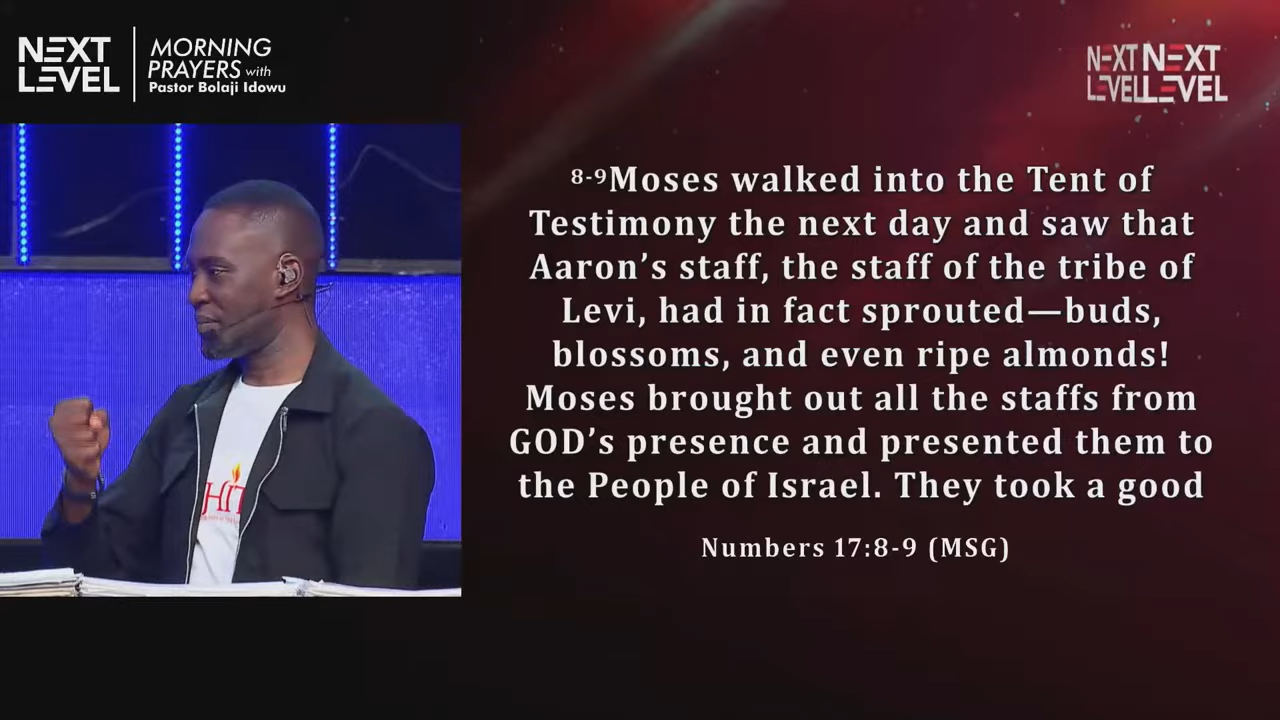 NEXT
LEVEL
MORNING
PRAYERS with
Pastor Bolaji Idowu
NEXT NEXT
LEVEL LEVEL
8-9Moses walked into the Tent of
Testimony the next day and saw that
Aaron’s staff, the staff of the tribe of
Levi, had in fact sprouted—buds,
blossoms, and even ripe almonds!
Moses brought out all the staffs from
GOD’s presence and presented them to
the People of Israel. They took a good
Numbers 17:8-9 (MSG)
HIT